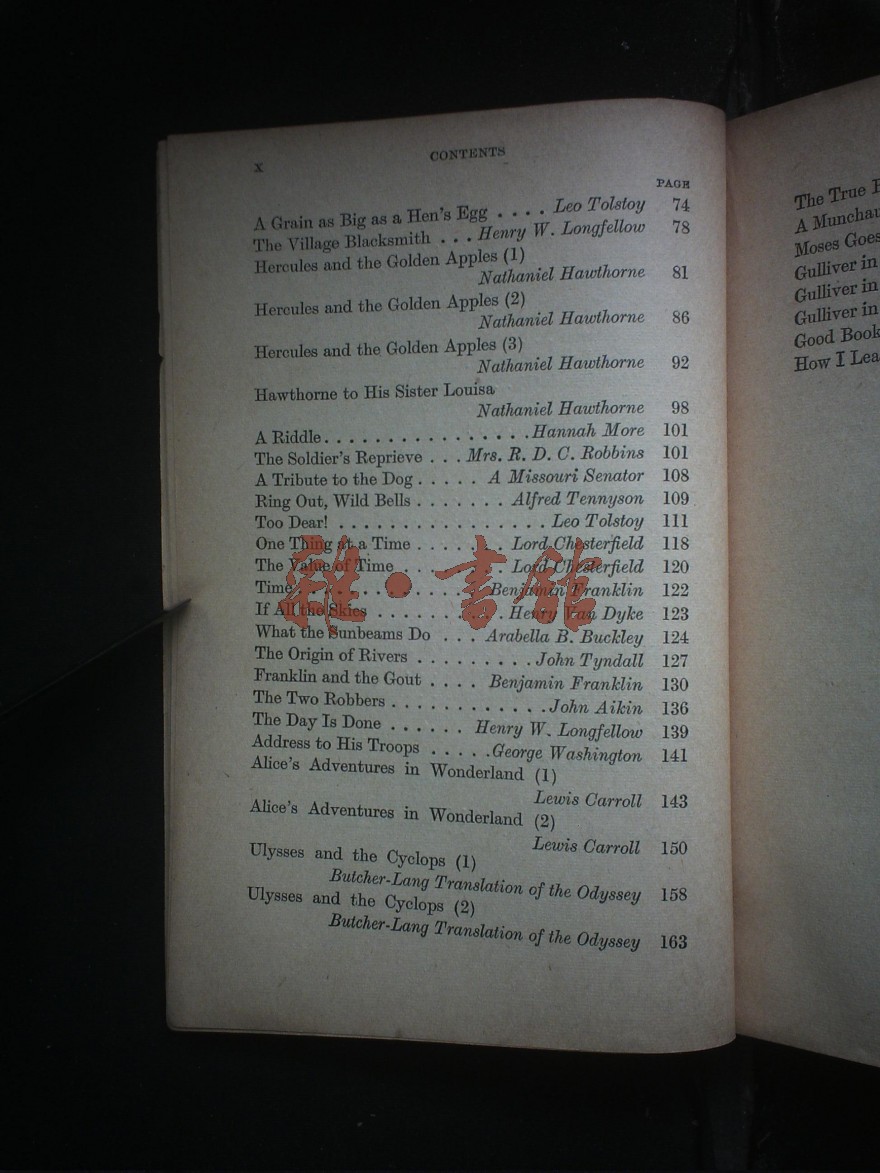 x
CONTENTS
PAGE
A Grain as Big as a Hen's Egg . . . . Leo Tolstoy 74
The Village Blacksmith . . . Henry W. Longfellow 78
Hercules and the Golden Apples (1)
Nathaniel Hawthorne 81
Hercules and the Golden Apples (2)
Nathaniel Hawthorne 86
Hercules and the Golden Apples (3)
Nathaniel Hawthorne 92
Hawthorne to His Sister Louisa
Nathaniel Hawthorne 98
A Riddle . . . . . . . . . . . . . . . . Hannah More 101
The Soldier's Reprieve . . . Mrs. R. D. C. Robbins 101
A Tribute to the Dog . . . . . A Missouri Senator 108
Ring Out, Wild Bells . . . . . . . Alfred Tennyson 109
Too Dear! . . . . . . . . . . . . . . . . . Leo Tolstoy 111
One Thing at a Time . . . . . . . Lord Chesterfield 118
The Value of Time . . . . . . . . Lord Chesterfield 120
Time . . . . . . . . . . . . . . . Benjamin Franklin 122
If All the Skies . . . . . . . . . . Henry Van Dyke 123
What the Sunbeams Do . . . Arabella B. Buckley 124
The Origin of Rivers . . . . . . . . . John Tyndall 127
Franklin and the Gout . . . . Benjamin Franklin 130
The Two Robbers . . . . . . . . . . . . John Aikin 136
The Day Is Done . . . . . . Henry W. Longfellow 139
Address to His Troops . . . . . George Washington 141
Alice's Adventures in Wonderland (1)
Lewis Carroll 143
Alice's Adventures in Wonderland (2)
Lewis Carroll 150
Ulysses and the Cyclops (1)
Butcher-Lang Translation of the Odyssey 158
Ulysses and the Cyclops (2)
Butcher-Lang Translation of the Odyssey 163
The True
A
Moses Goes
Gulliver in
Gulliver in
Gulliver in
Good Book
How I
雜·書館